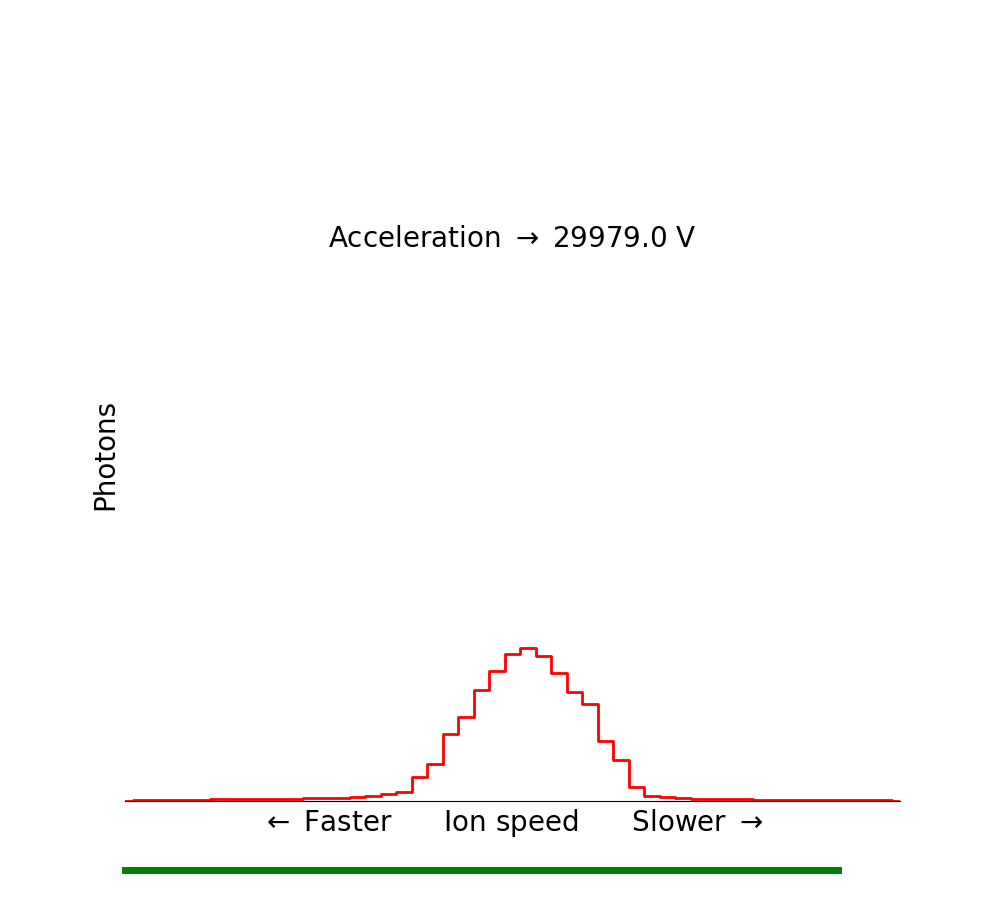 Acceleration → 29979.0 V
Photons
← Faster Ion speed Slower →